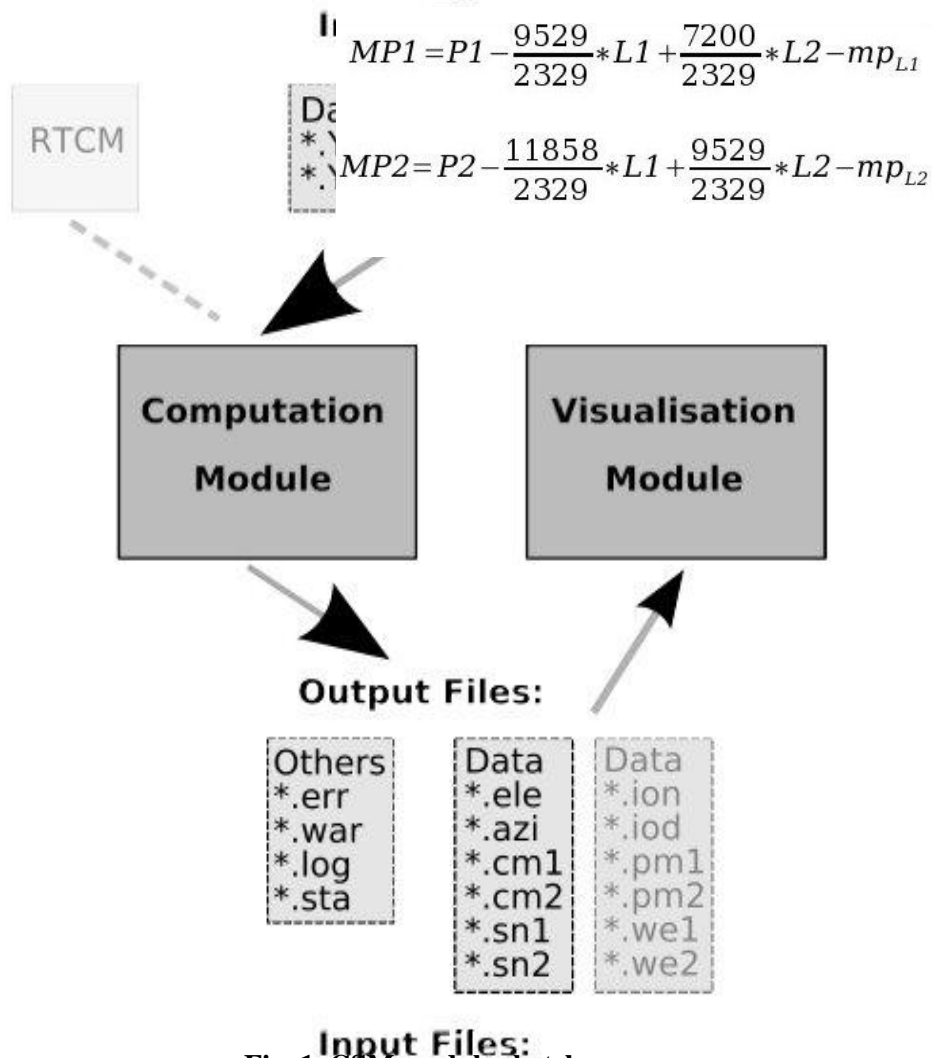 MP1=P1−9529/2329*L1+7200/2329*L2−mp_L1
MP2=P2−11858/2329*L1+9529/2329*L2−mp_L2
RTCM
Computation
Module
Visualisation
Module
Output Files:
Others
*.err
*.war
*.log
*.sta
Data
*.ele
*.azi
*.cm1
*.cm2
*.sn1
*.sn2
Data
*.ion
*.iod
*.pm1
*.pm2
*.we1
*.we2
Input Files: